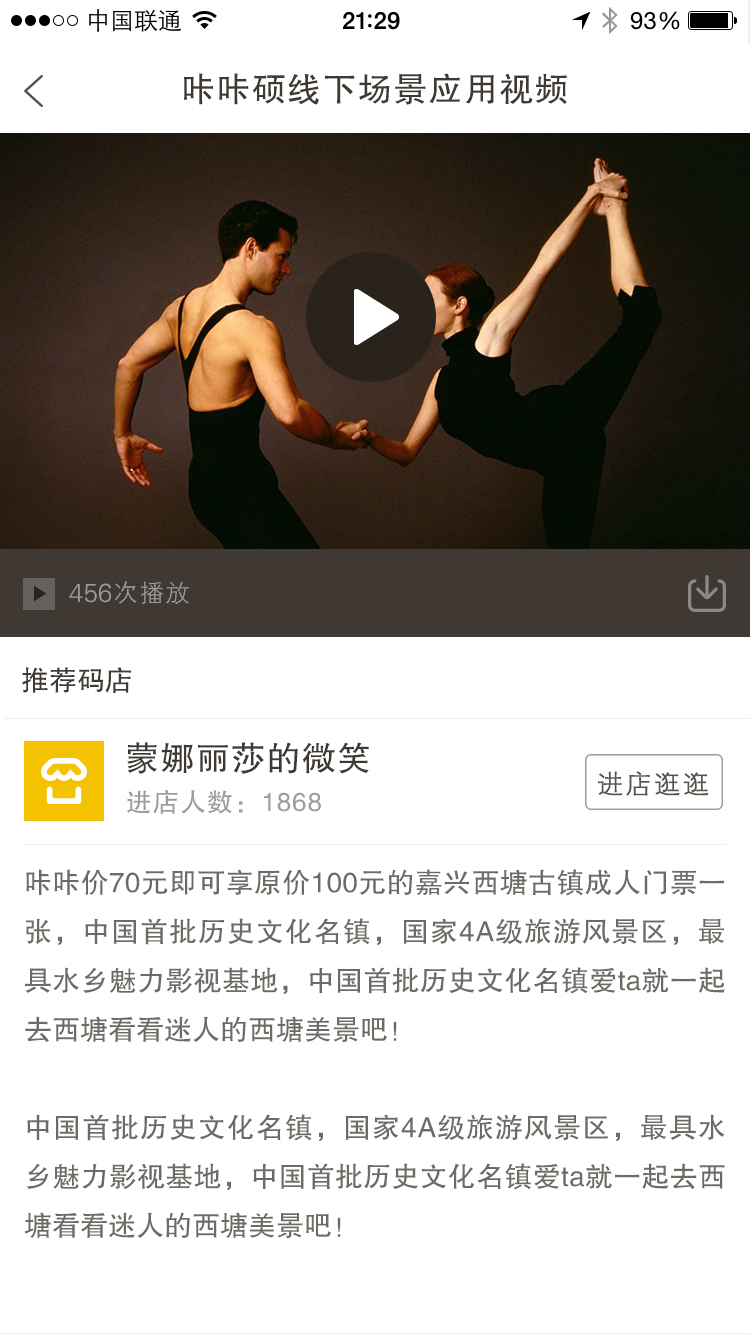 中国联通 21:29 93%
咔咔硕线下场景应用视频
456次播放
推荐码店
蒙娜丽莎的微笑
进店人数：1868
进店逛逛
咔咔价70元即可享原价100元的嘉兴西塘古镇成人门票一
张，中国首批历史文化名镇，国家4A级旅游风景区，最
具水乡魅力影视基地，中国首批历史文化名镇爱ta就一起
去西塘看看迷人的西塘美景吧！
中国首批历史文化名镇，国家4A级旅游风景区，最具水
乡魅力影视基地，中国首批历史文化名镇爱ta就一起去西
塘看看迷人的西塘美景吧！